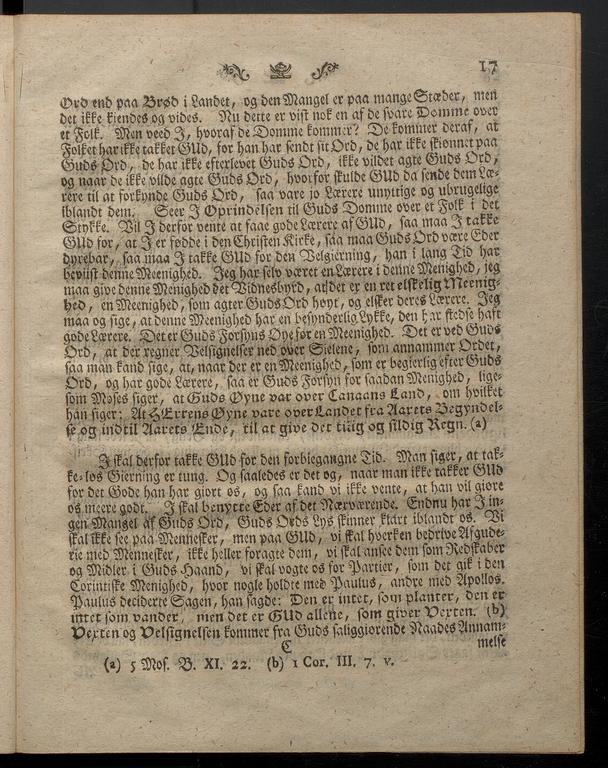 17
Ord end paa Brød i Landet, og den Mangel er paa mange Stæder, men
det ikke kiendes og vides. Nu dette er vist nok en af de svare Domme over
et Folk. Men veed I, hvoraf de Domme kommer? De kommer deraf, at
Folket har ikke takket GUd, for han har sendt sit Ord, de har ikke skionnet paa
Guds Ord, de har ikke efterlevet Guds Ord, ikke vildet agte Guds Ord,
og naar de ikke vilde agte Guds Ord, hvorfor skulde GUd da sende dem Læ-
rere til at forkynde Guds Ord, saa vare jo Lærere unyttige og ubrugelige
iblandt dem. Seer I Oprindelsen til Guds Domme over et Folk i det
Stykke. Vil I derfor vente at faae gode Lærere af GUd, saa maa I takke
GUd for, at I er fødde i den Christen Kirke, saa maa Guds Ord være Eder
dyrebar, saa maa I takke GUd for den Velgierning, han i lang Tid har
beviist denne Meenighed. Jeg har selv været en Lærere i denne Menighed, jeg
maa give denne Menighed det Vidnesbyrd, at det er en ret elskelig Meenig-
hed, en Meenighed, som agter Guds Ord høyt, og elsker deres Lærere. Jeg
maa og sige, at denne Meenighed har en besynderlig Lykke, den har stedse haft
gode Lærere. Det er Guds Forsyns Øye for en Meenighed. Det er ved Guds
Ord, at der regner Velsignelser ned over Sielene, som annammer Ordet,
saa man kand sige, at, naar der er en Meenighed, som er begierlig efter Guds
Ord, og har gode Lærere, saa er Guds Forsyn for saadan Menighed, lige-
som Moses siger, at Guds Øyne var over Canaans Land, om hvilket
han siger: At HErrens Øyne vare over Landet fra Aarets Begyndel-
se og indtil Aarets Ende, til at give det tiilig og sildig Regn. (a)
I skal derfor takke GUd for den forbiegangne Tid. Man siger, at tak-
ke-løs Gierning er tung. Og saaledes er det og, naar man ikke takker GUd
for det Gode han har giort os, og saa kand vi ikke vente, at han vil giøre
os meere godt. I skal benytte Eder af det Nærværende. Endnu har I in-
gen Mangel af Guds Ord, Guds Ords Lys skinner klart iblandt os. Vi
skal ikke see paa Mennesker, men paa GUd, vi skal hverken bedrive Afgude-
rie med Mennesker, ikke heller foragte dem, vi skal ansee dem som Redskaber
og Midler i Guds Haand, vi skal vogte os for Partier, som det gik i den
Corintiske Menighed, hvor nogle holdte med Paulus, andre med Apollos.
Paulus deciderte Sagen, han sagde: Den er intet, som planter, den er
intet som vander, men det er GUd allene, som giver Vexten. (b)
Vexten og Velsignelsen kommer fra Guds saliggiorende Naades Annam-
C melse
(a) 5 Mos. B. XI. 22. (b) 1 Cor. III. 7. v.